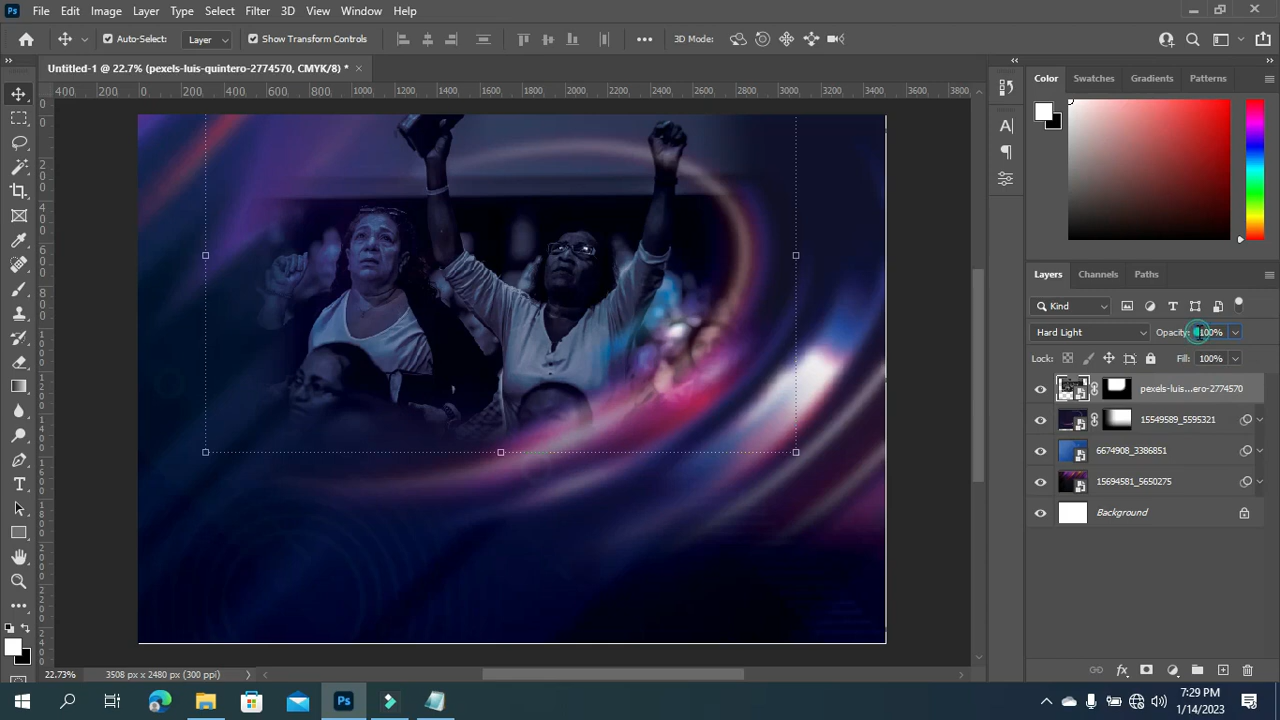 Ps File Edit Image Layer Type Select Filter 3D View Window Help
Auto-Select: Layer Show Transform Controls 3D Mode:
Untitled-1 @ 22.7% (pexels-luis-quintero-2774570, CMYK/8) *
400 200 0 200 400 600 800 1000 1200 1400 1600 1800 2000 2200 2400 2600 2800 3000 3200 3400 3600 3800
Color Swatches Gradients Patterns
Layers Channels Paths
Kind
Hard Light Opacity: 100%
Lock: Fill: 100%
pexels-luis...ero-2774570
15549589_5595321
6674908_3386851
15694581_5650275
Background
22.73% 3508 px x 2480 px (300 ppi)
Ps
7:29 PM
1/14/2023